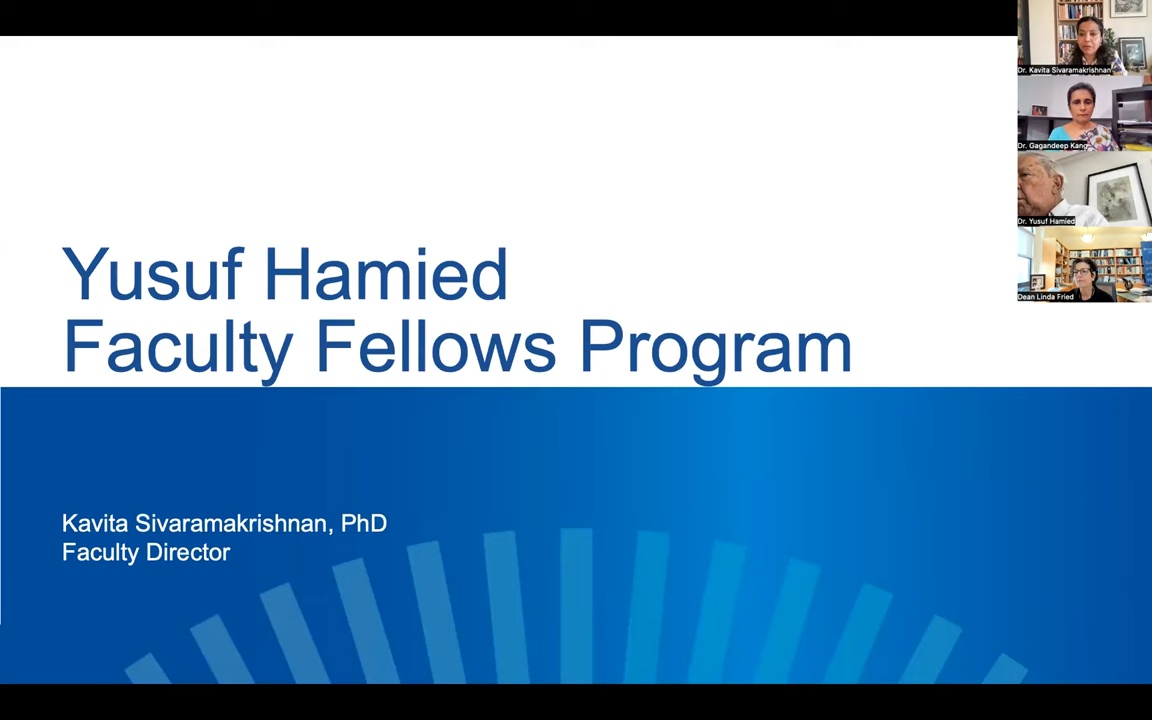 Yusuf Hamied
Faculty Fellows Program
Kavita Sivaramakrishnan, PhD
Faculty Director
Dr. Kavita Sivaramakrishnan
Dr. Gagandeep Kang
Dr. Yusuf Hamied
Dean Linda Fried